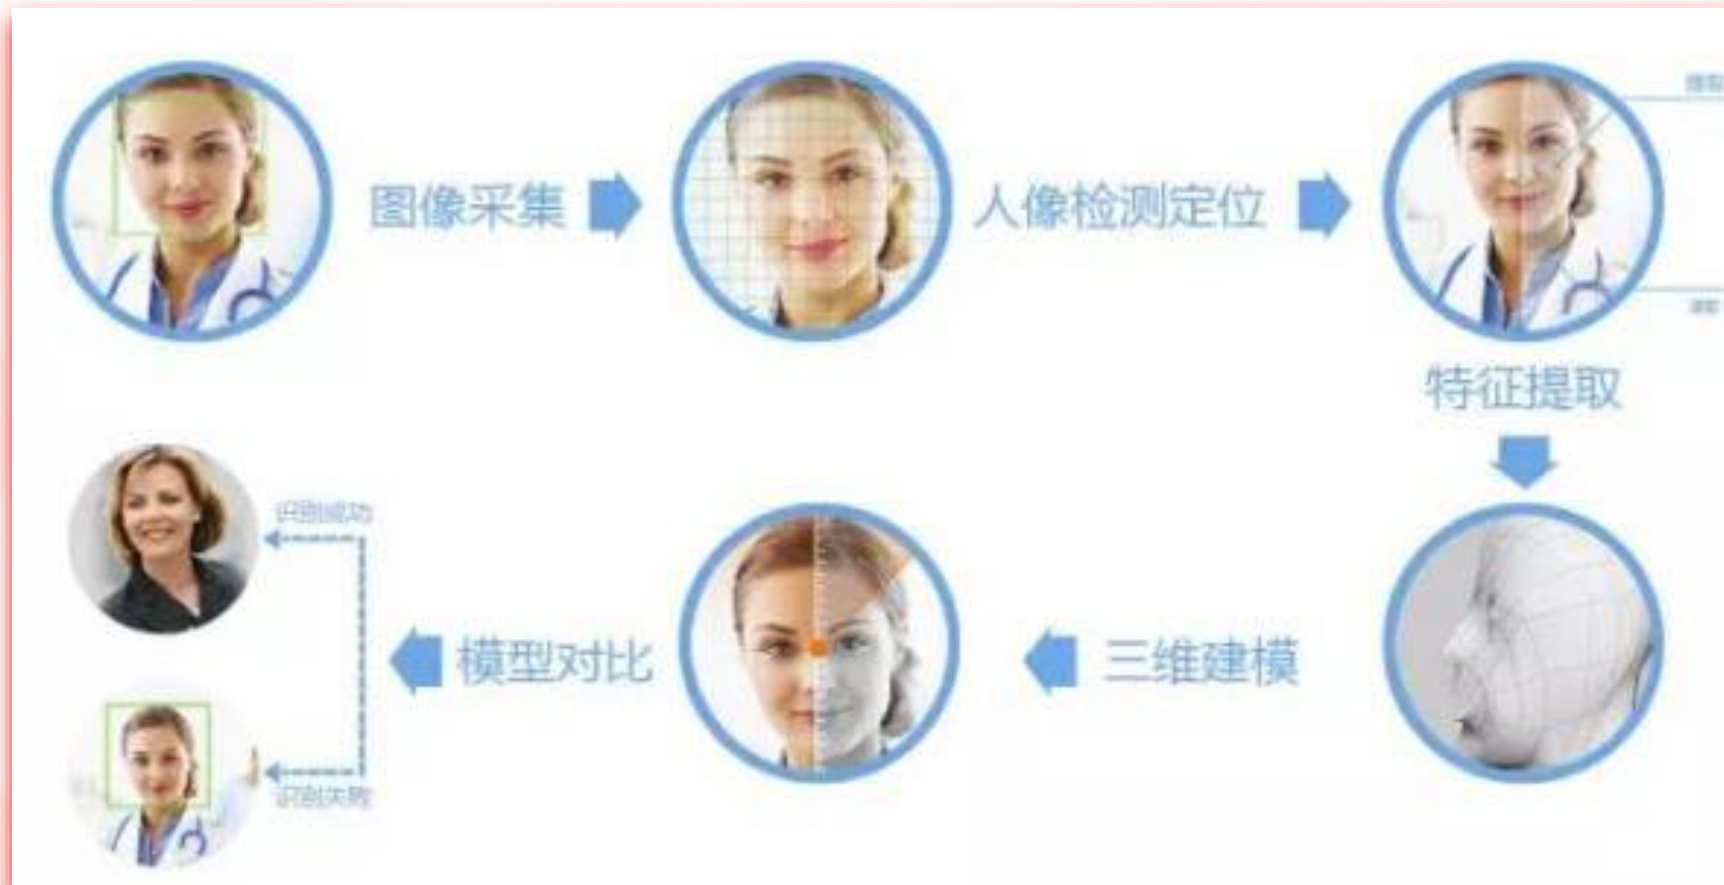 图像采集
人像检测定位
特征提取
三维建模
模型对比
识别成功
识别失败